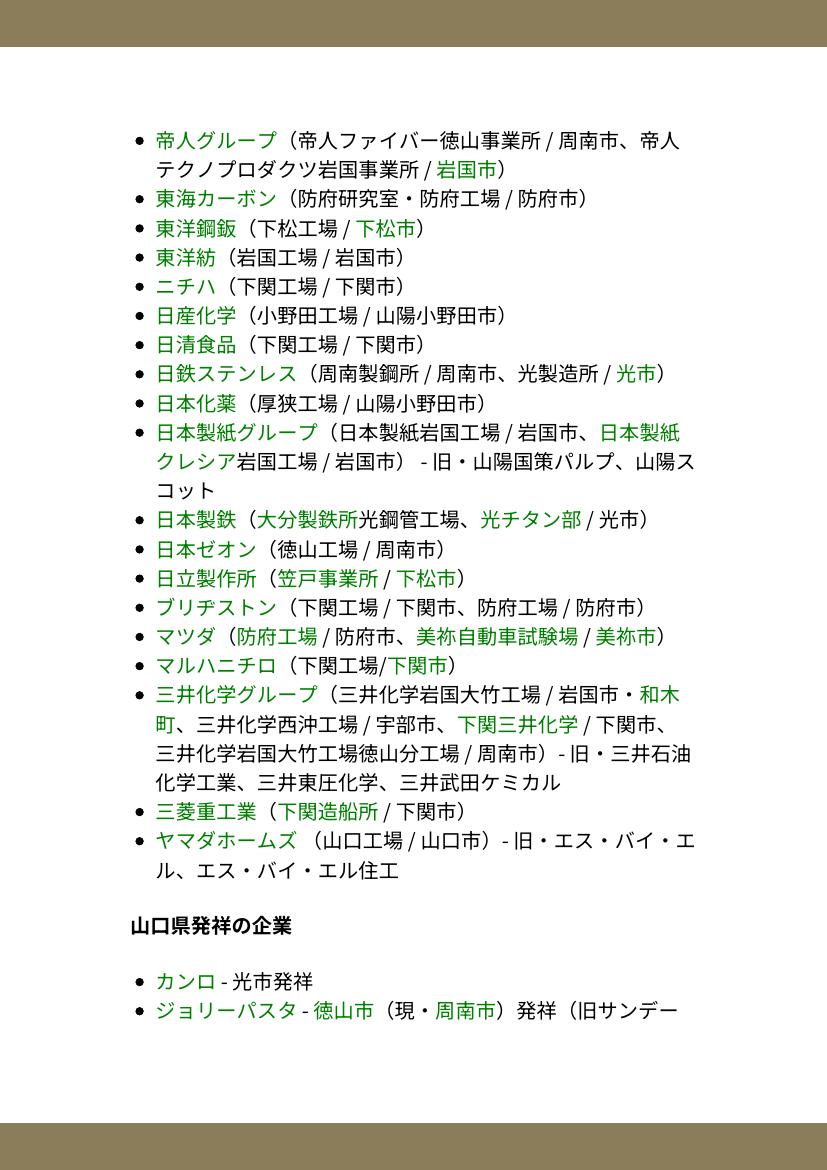 • 帝人グループ（帝人ファイバー徳山事業所 / 周南市、帝人
テクノプロダクツ岩国事業所 / 岩国市）
• 東海カーボン（防府研究室・防府工場 / 防府市）
• 東洋鋼鈑（下松工場 / 下松市）
• 東洋紡（岩国工場 / 岩国市）
• ニチハ（下関工場 / 下関市）
• 日産化学（小野田工場 / 山陽小野田市）
• 日清食品（下関工場 / 下関市）
• 日鉄ステンレス（周南製鋼所 / 周南市、光製造所 / 光市）
• 日本化薬（厚狭工場 / 山陽小野田市）
• 日本製紙グループ（日本製紙岩国工場 / 岩国市、日本製紙
クレシア岩国工場 / 岩国市） - 旧・山陽国策パルプ、山陽ス
コット
• 日本製鉄（大分製鉄所光鋼管工場、光チタン部 / 光市）
• 日本ゼオン（徳山工場 / 周南市）
• 日立製作所（笠戸事業所 / 下松市）
• ブリヂストン（下関工場 / 下関市、防府工場 / 防府市）
• マツダ（防府工場 / 防府市、美祢自動車試験場 / 美祢市）
• マルハニチロ（下関工場/下関市）
• 三井化学グループ（三井化学岩国大竹工場 / 岩国市・和木
町、三井化学西沖工場 / 宇部市、下関三井化学 / 下関市、
三井化学岩国大竹工場徳山分工場 / 周南市）- 旧・三井石油
化学工業、三井東圧化学、三井武田ケミカル
• 三菱重工業（下関造船所 / 下関市）
• ヤマダホームズ （山口工場 / 山口市）- 旧・エス・バイ・エ
ル、エス・バイ・エル住工
山口県発祥の企業
• カンロ - 光市発祥
• ジョリーパスタ - 徳山市（現・周南市）発祥（旧サンデー